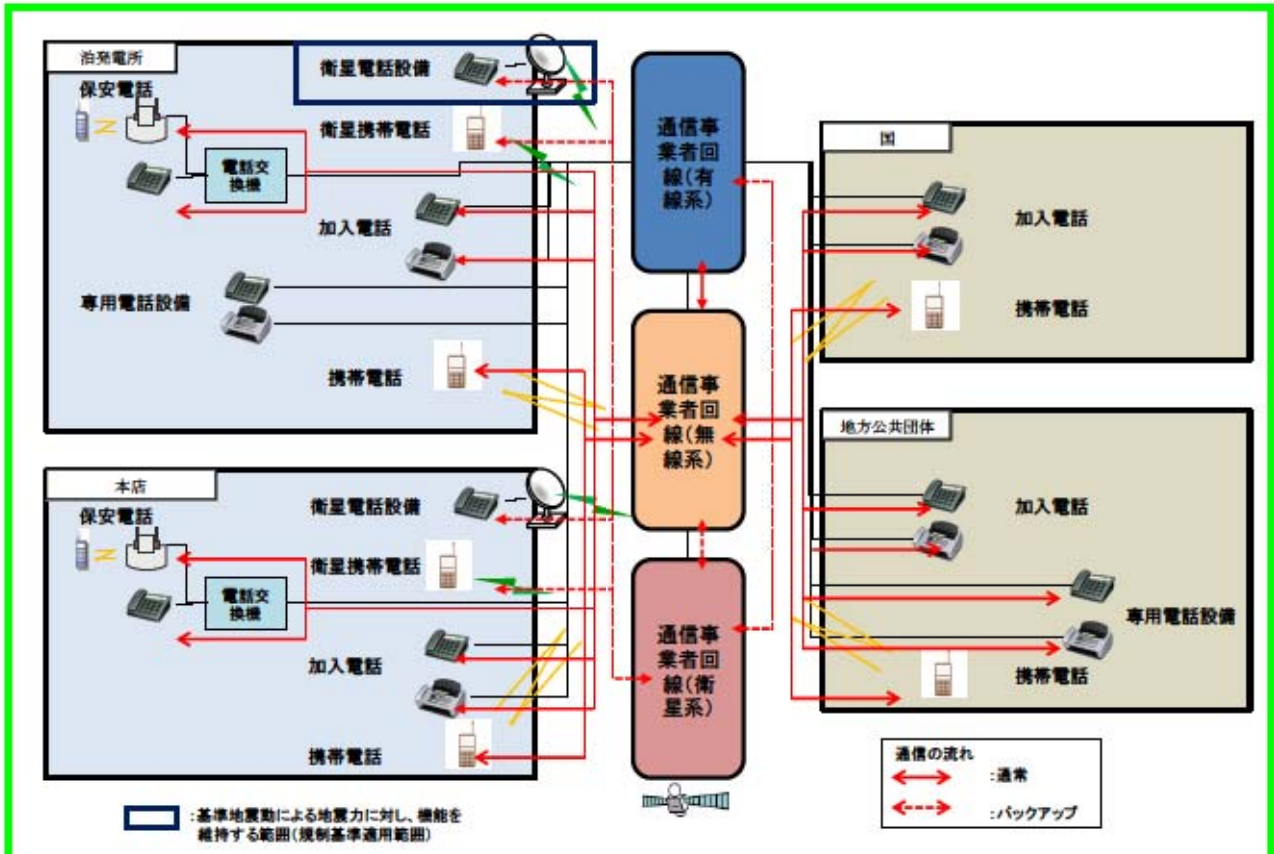 泊発電所
保安電話
電話交
換機
衛星電話設備
衛星携帯電話
加入電話
専用電話設備
携帯電話
本店
保安電話
電話交
換機
衛星電話設備
衛星携帯電話
加入電話
携帯電話
通信事
業者回
線(有
線系)
通信事
業者回
線(無
線系)
通信事
業者回
線(衛
星系)
国
加入電話
携帯電話
地方公共団体
加入電話
専用電話設備
携帯電話
通信の流れ
:通常
:バックアップ
:基準地震動による地震力に対し、機能を
維持する範囲(規制基準適用範囲)